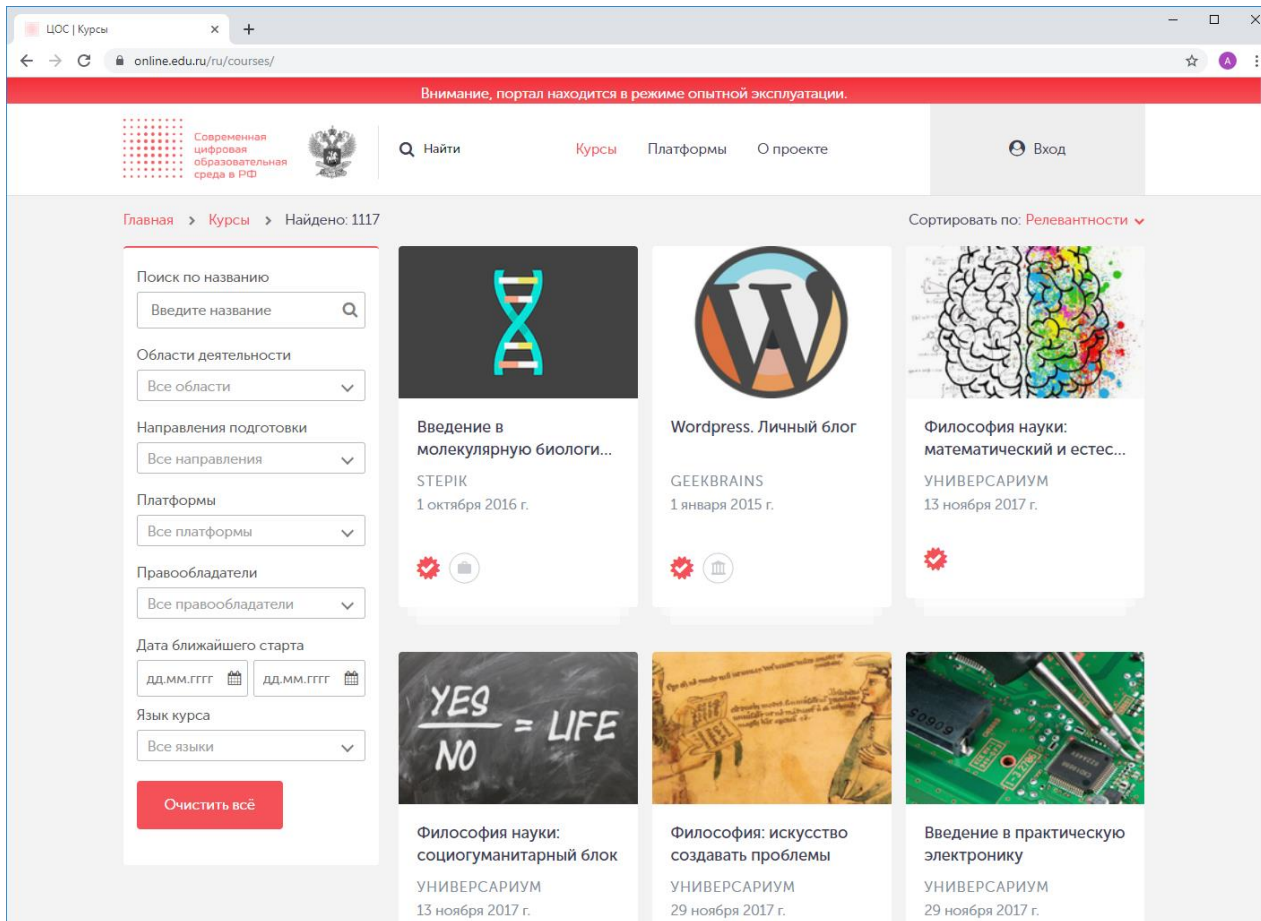 ЦОС | Курсы
online.edu.ru/ru/courses/
A
Внимание, портал находится в режиме опытной эксплуатации.
Современная
цифровая
образовательная
среда в РФ
Найти
Курсы
Платформы
О проекте
Вход
Главная > Курсы > Найдено: 1117
Сортировать по: Релевантности
Поиск по названию
Введите название
Области деятельности
Все области
Направления подготовки
Все направления
Платформы
Все платформы
Правообладатели
Все правообладатели
Дата ближайшего старта
дд.мм.гггг
дд.мм.гггг
Язык курса
Все языки
Очистить всё
Введение в
молекулярную биологи...
STEPIK
1 октября 2016 г.
W
Wordpress. Личный блог
GEEKBRAINS
1 января 2015 г.
Философия науки:
математический и естес...
УНИВЕРСАРИУМ
13 ноября 2017 г.
YES
NO
= LIFE
Философия науки:
социогуманитарный блок
УНИВЕРСАРИУМ
13 ноября 2017 г.
Философия: искусство
создавать проблемы
УНИВЕРСАРИУМ
29 ноября 2017 г.
Введение в практическую
электронику
УНИВЕРСАРИУМ
29 ноября 2017 г.